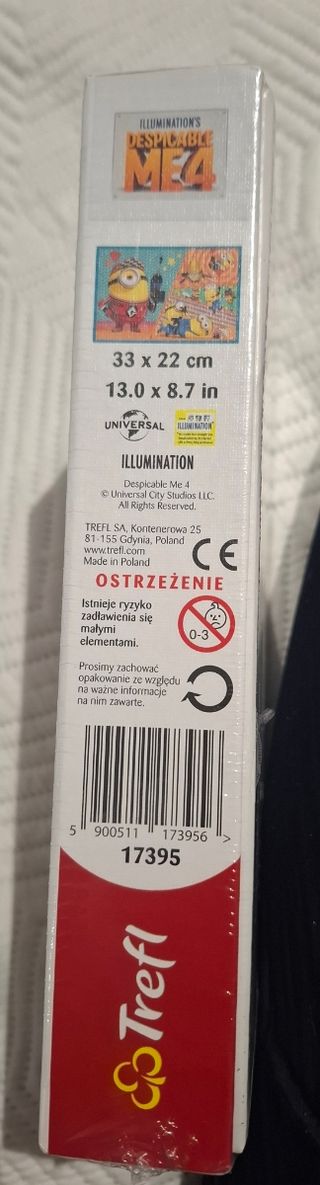 ILLUMINATION'S
DESPICABLE
ME 4
33 x 22 cm
13.0 x 8.7 in
UNIVERSAL
ILLUMINATION
ILLUMINATION
Despicable Me 4
© Universal City Studios LLC.
All Rights Reserved.
TREFL SA, Kontenerowa 25
81-155 Gdynia, Poland
www.trefl.com
Made in Poland
CE
OSTRZEŻENIE
Istnieje ryzyko
zadławienia się
małymi
elementami.
0-3
Prosimy zachować
opakowanie ze względu
na ważne informacje
na nim zawarte.
5 900511 173956 >
17395
Trefl